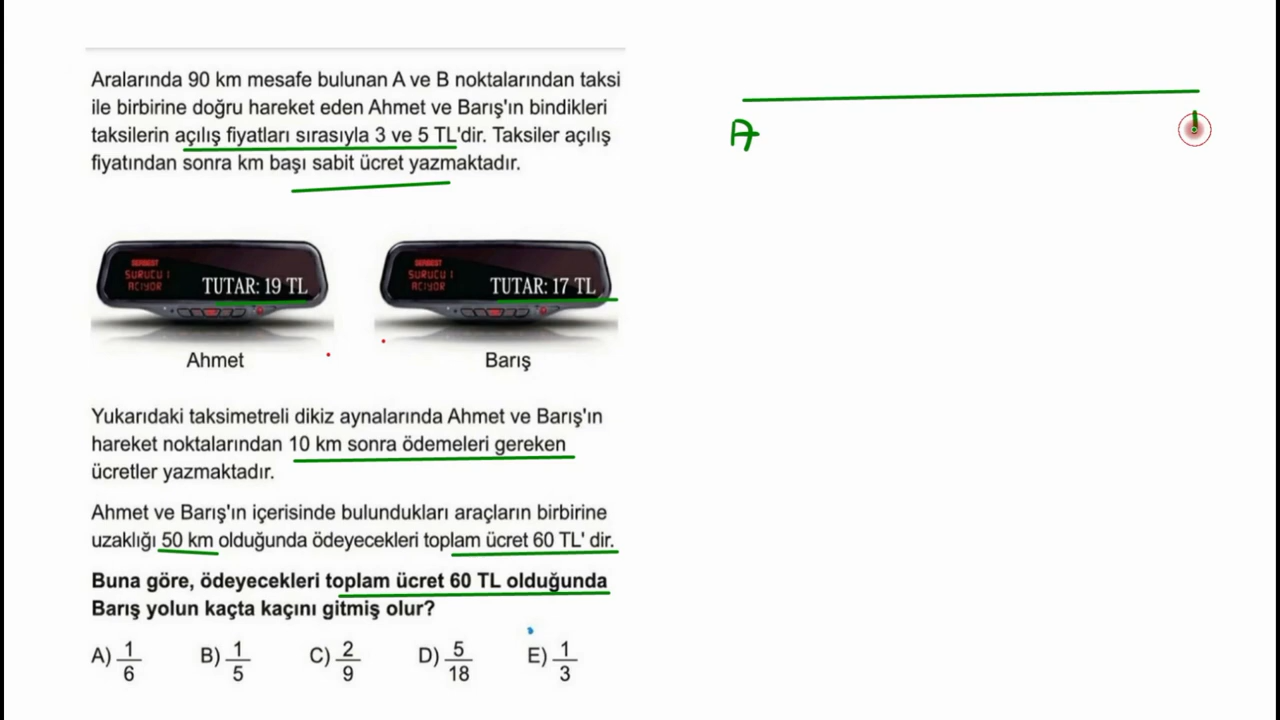 Aralarında 90 km mesafe bulunan A ve B noktalarından taksi
ile birbirine doğru hareket eden Ahmet ve Barış'ın bindikleri
taksilerin açılış fiyatları sırasıyla 3 ve 5 TL'dir. Taksiler açılış
fiyatından sonra km başı sabit ücret yazmaktadır.
A
SURUCU I
ACIYOR
TUTAR: 19 TL
SURUCU I
ACIYOR
TUTAR: 17 TL
Ahmet
Barış
Yukarıdaki taksimetreli dikiz aynalarında Ahmet ve Barış'ın
hareket noktalarından 10 km sonra ödemeleri gereken
ücretler yazmaktadır.
Ahmet ve Barış'ın içerisinde bulundukları araçların birbirine
uzaklığı 50 km olduğunda ödeyecekleri toplam ücret 60 TL' dir.
Buna göre, ödeyecekleri toplam ücret 60 TL olduğunda
Barış yolun kaçta kaçını gitmiş olur?
A) 1/6 B) 1/5 C) 2/9 D) 5/18 E) 1/3